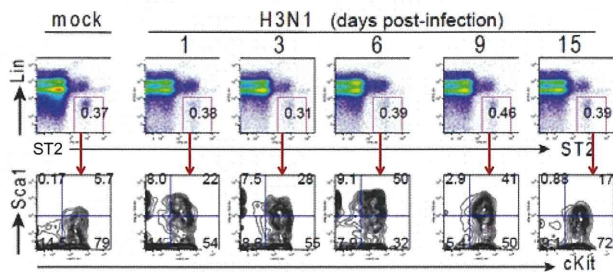 mock H3N1 (days post-infection)
1 3 6 9 15
Lin
0.37 0.38 0.31 0.39 0.46 0.39
ST2 ST2
Sca1
0.17 5.7 8.0 22 7.5 28 9.1 50 2.9 41 0.88 17
79 54 55 32 50 72
cKit